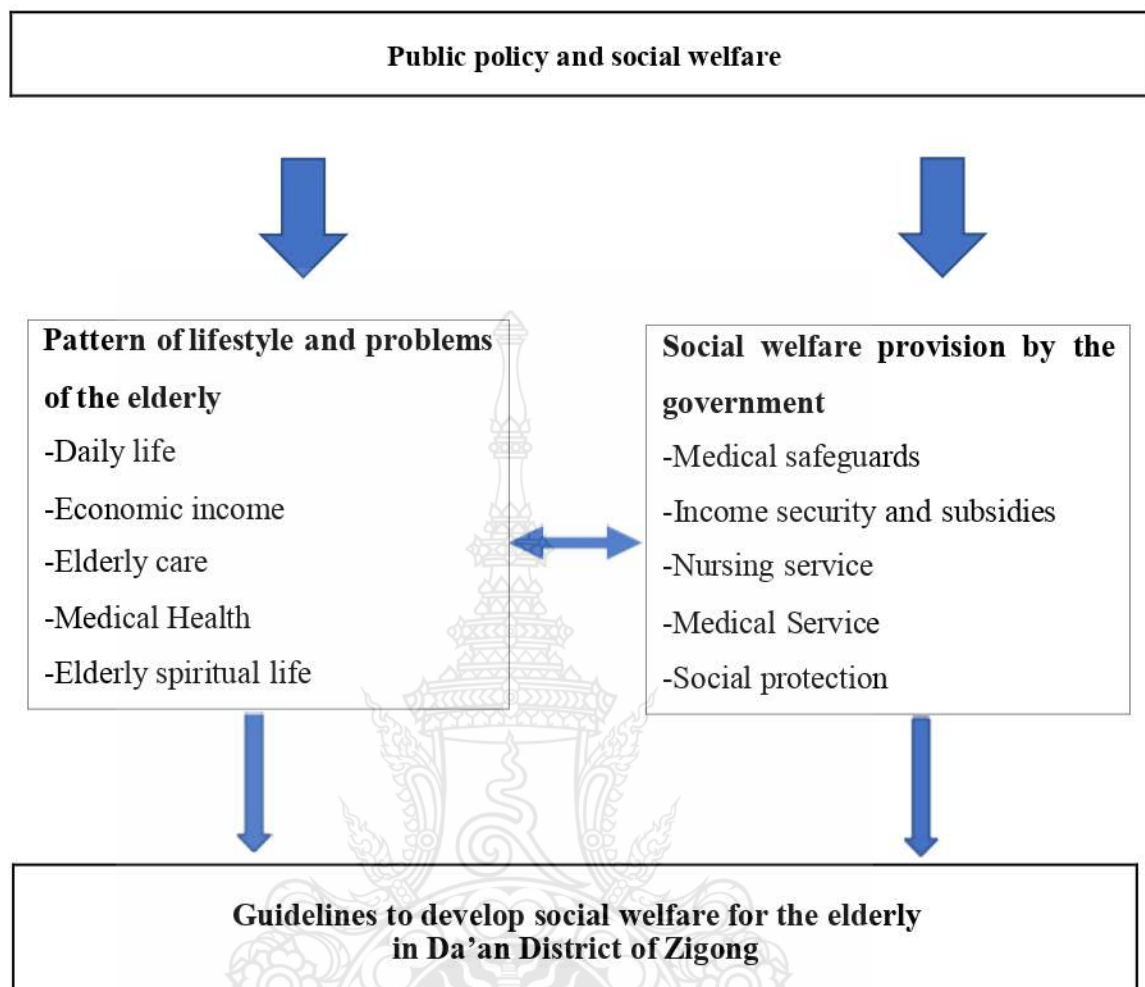 Public policy and social welfare
Pattern of lifestyle and problems
of the elderly
-Daily life
-Economic income
-Elderly care
-Medical Health
-Elderly spiritual life
Social welfare provision by the
government
-Medical safeguards
-Income security and subsidies
-Nursing service
-Medical Service
-Social protection
Guidelines to develop social welfare for the elderly
in Da’an District of Zigong